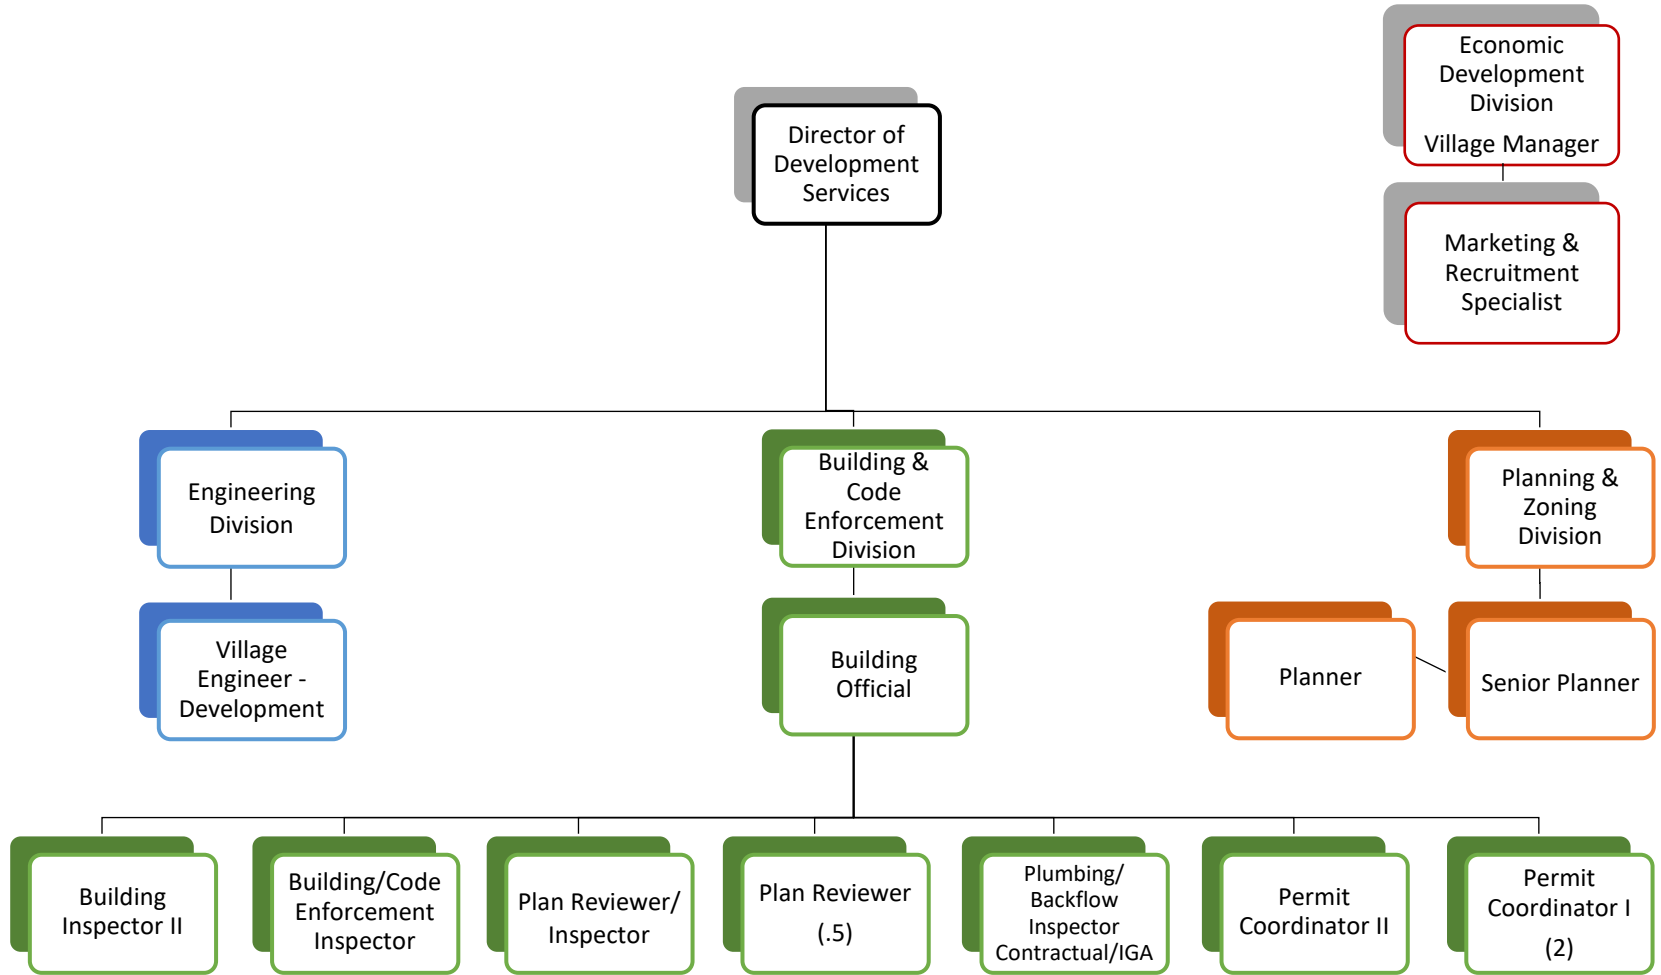 Economic
Development
Division
Village Manager
Director of
Development
Services
Marketing &
Recruitment
Specialist
Engineering
Division
Building &
Code
Enforcement
Division
Planning &
Zoning
Division
Village
Engineer -
Development
Building
Official
Planner
Senior Planner
Building
Inspector II
Building/Code
Enforcement
Inspector
Plan Reviewer/
Inspector
Plan Reviewer
(.5)
Plumbing/
Backflow
Inspector
Contractual/IGA
Permit
Coordinator II
Permit
Coordinator I
(2)